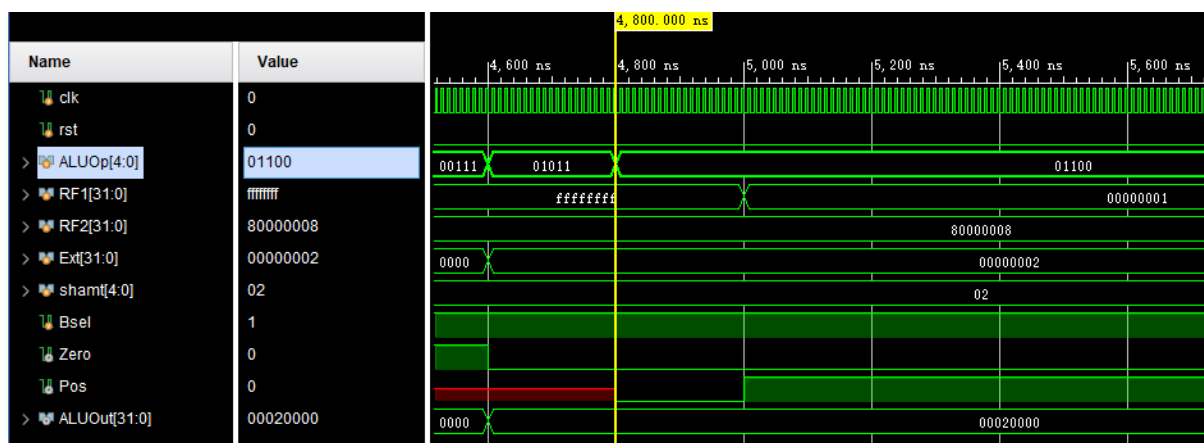 4,800.000 ns
Name Value
4,600 ns 4,800 ns 5,000 ns 5,200 ns 5,400 ns 5,600 ns
clk 0
rst 0
> ALUOp[4:0] 01100 00111 01011 01100
> RF1[31:0] ffffffff ffffffff 00000001
> RF2[31:0] 80000008 80000008
> Ext[31:0] 00000002 0000 00000002
> shamt[4:0] 02 02
Bsel 1
Zero 0
Pos 0
> ALUOut[31:0] 00020000 0000 00020000